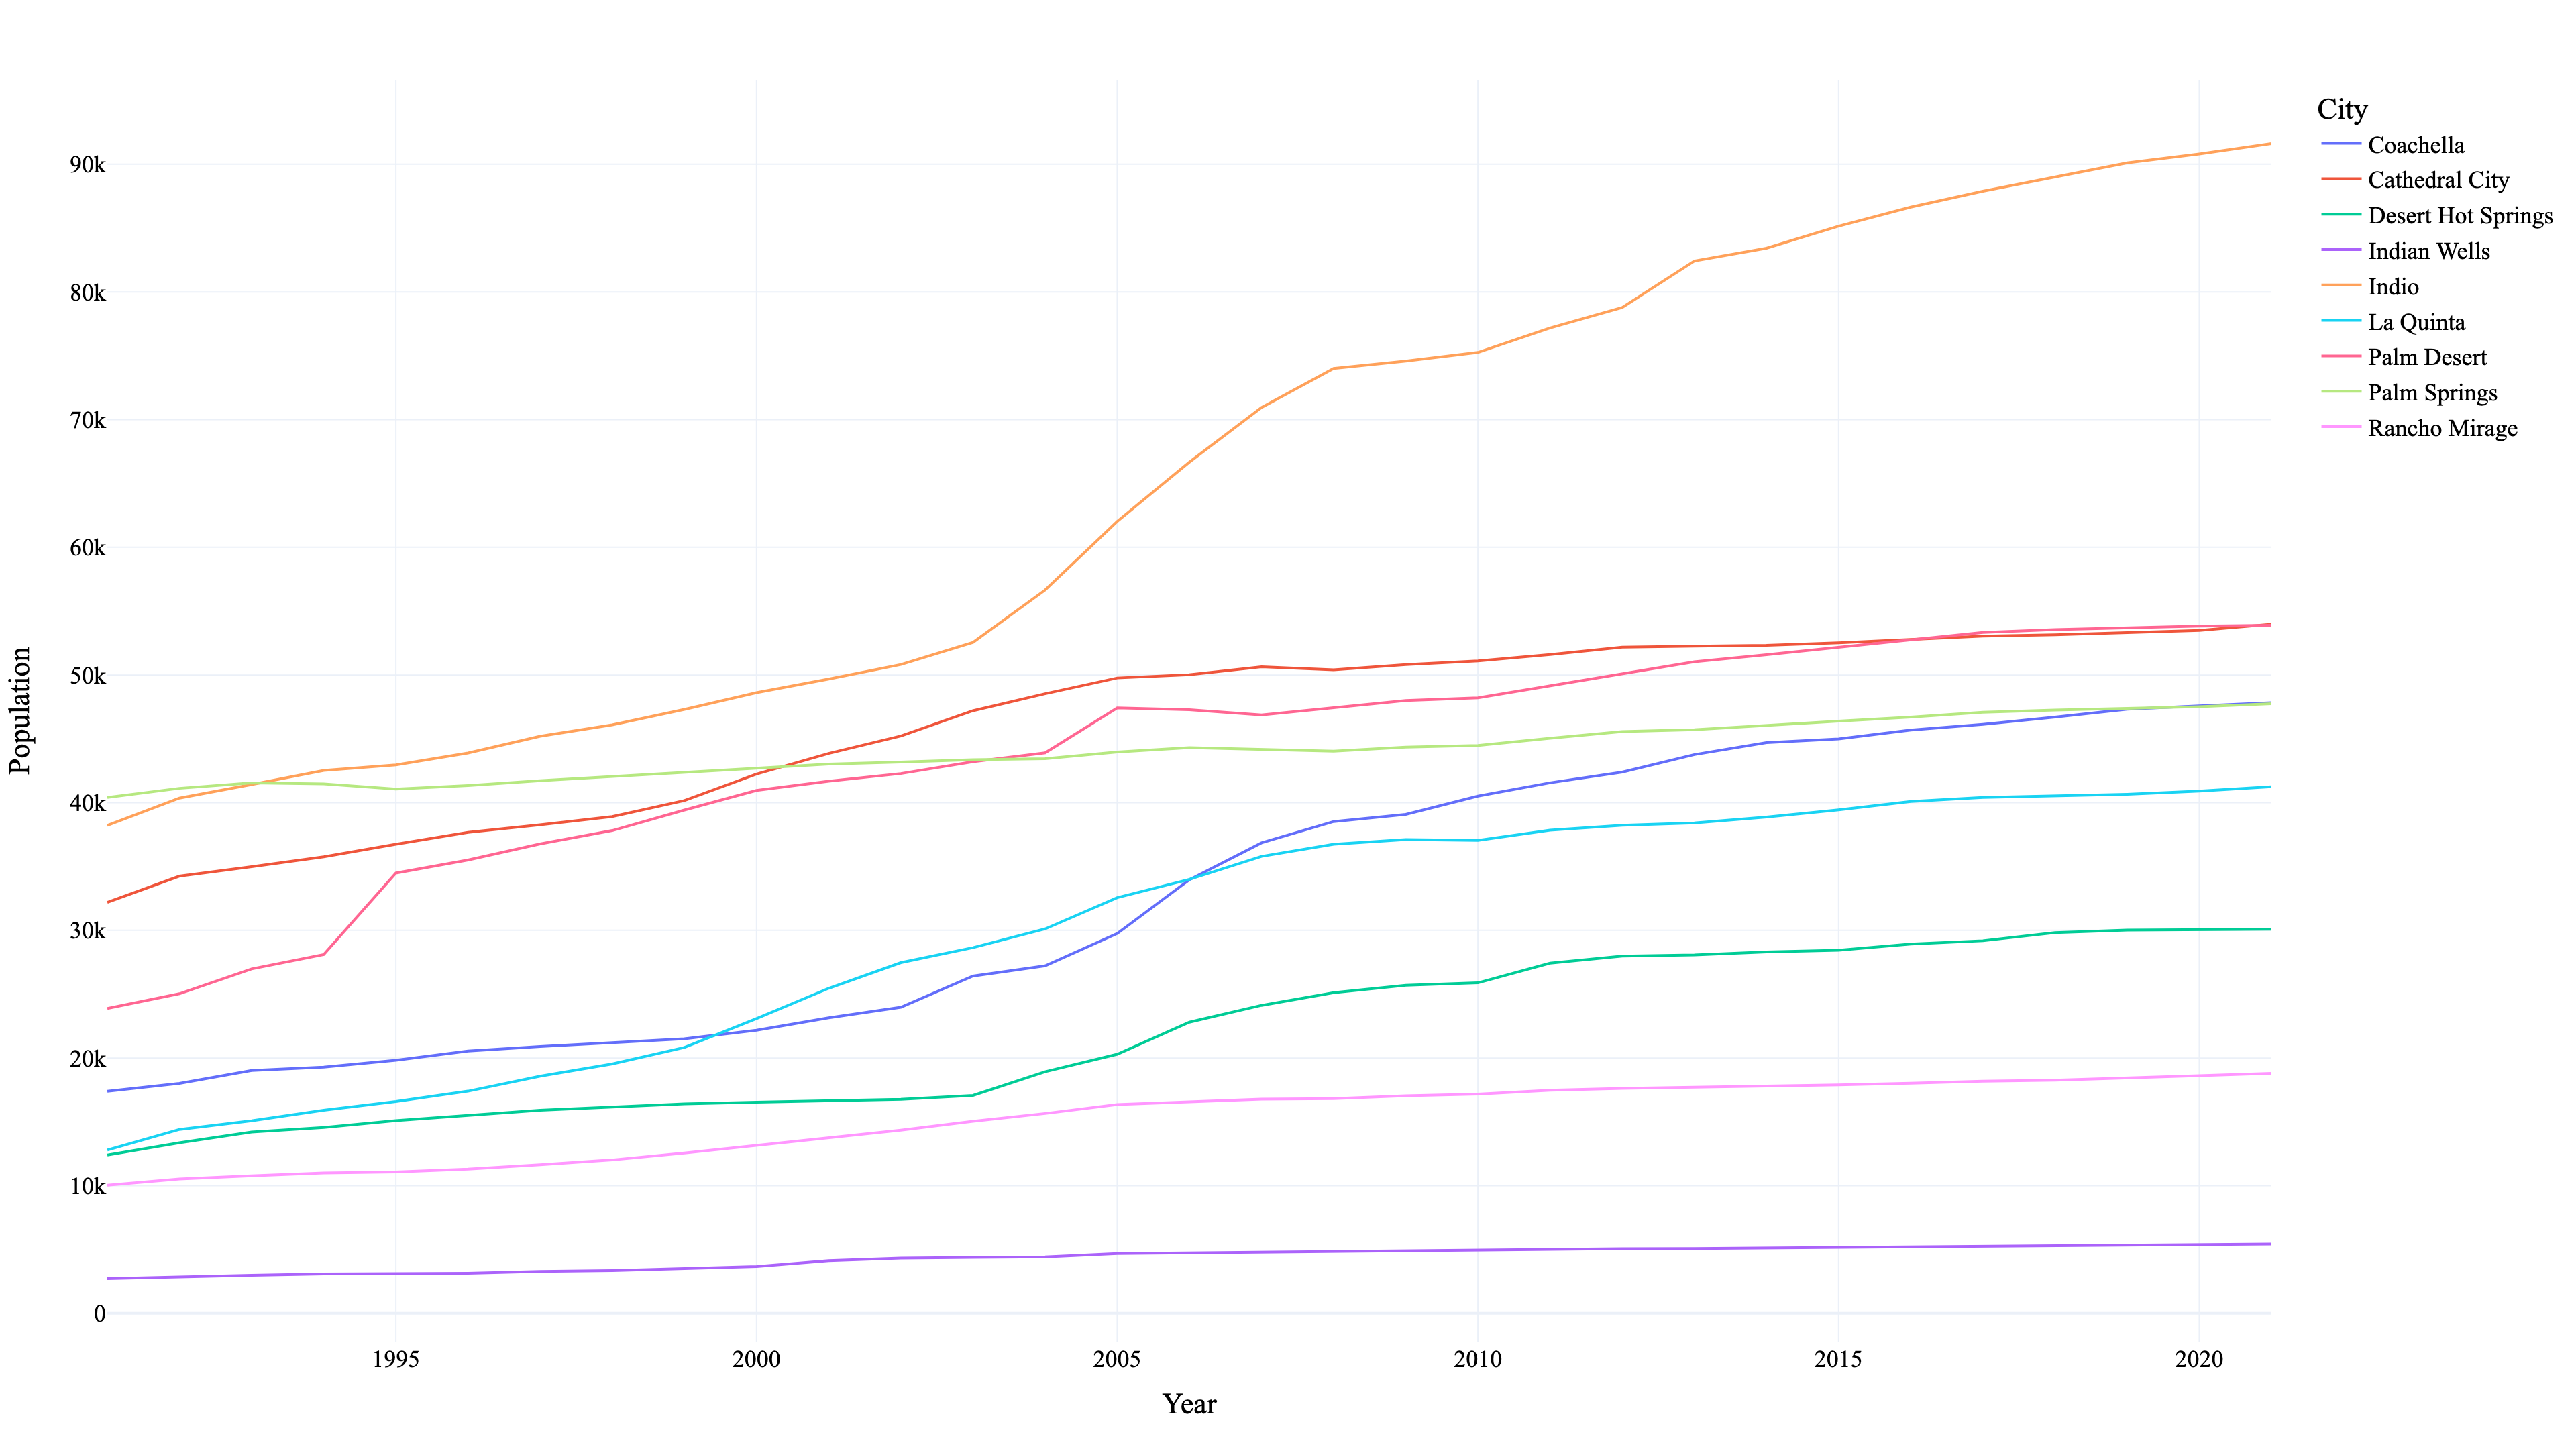 City
Coachella
Cathedral City
Desert Hot Springs
Indian Wells
Indio
La Quinta
Palm Desert
Palm Springs
Rancho Mirage
90k
80k
70k
60k
50k
40k
30k
20k
10k
0
Population
1995 2000 2005 2010 2015 2020
Year